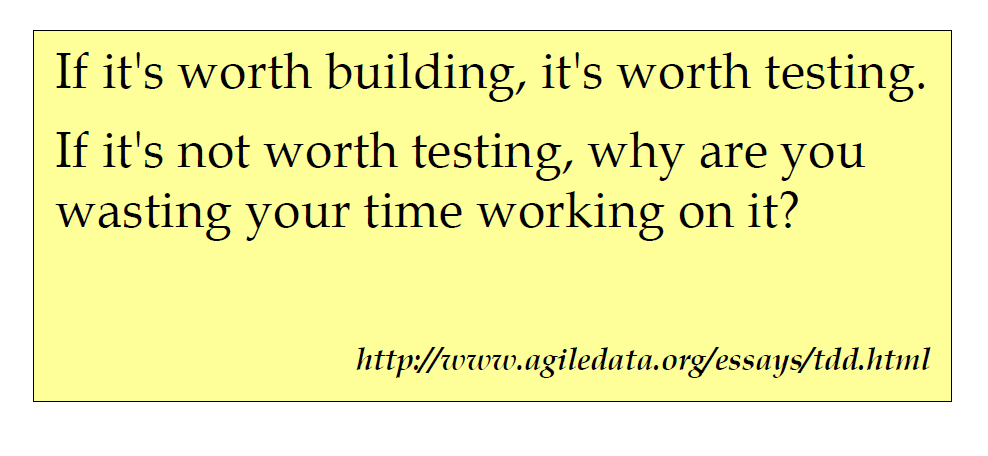 If it's worth building, it's worth testing.
If it's not worth testing, why are you
wasting your time working on it?
http://www.agiledata.org/essays/tdd.html